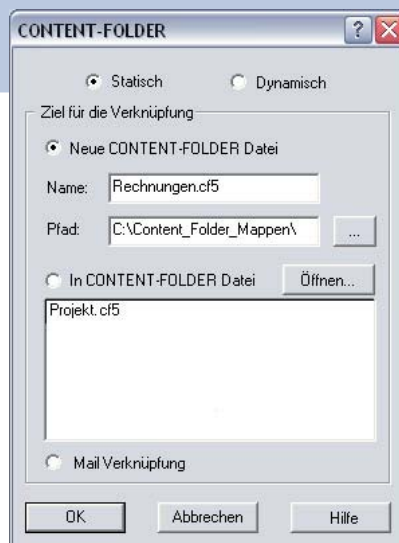 CONTENT-FOLDER
Statisch Dynamisch
Ziel für die Verknüpfung
Neue CONTENT-FOLDER Datei
Name: Rechnungen.cf5
Pfad: C:\Content_Folder_Mappen\ ...
In CONTENT-FOLDER Datei Öffnen...
Projekt.cf5
Mail Verknüpfung
OK Abbrechen Hilfe